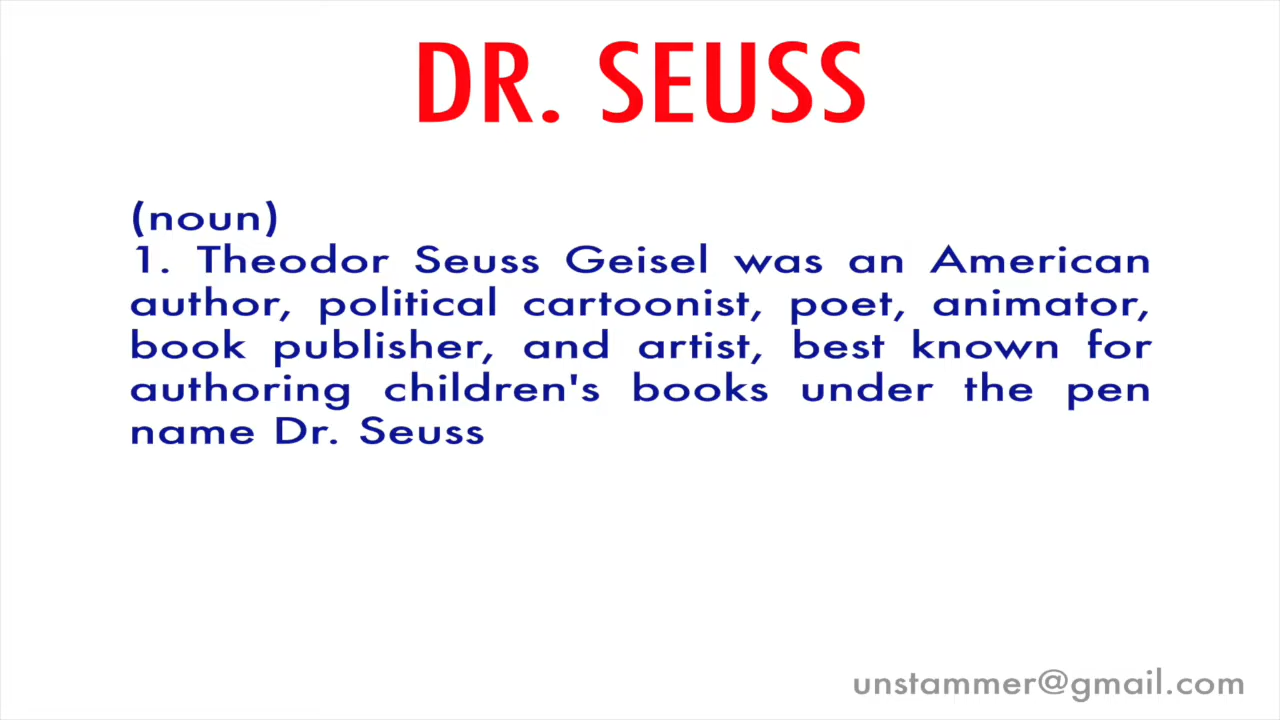 DR. SEUSS
(noun)
1. Theodor Seuss Geisel was an American
author, political cartoonist, poet, animator,
book publisher, and artist, best known for
authoring children's books under the pen
name Dr. Seuss
unstammer@gmail.com